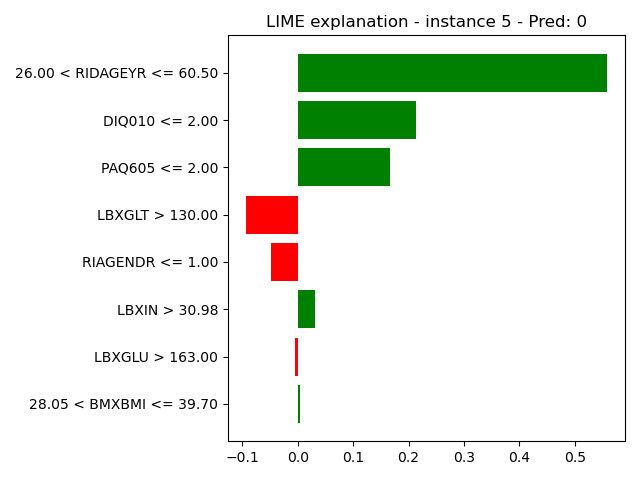 LIME explanation - instance 5 - Pred: 0
26.00 < RIDAGEYR <= 60.50
DIQ010 <= 2.00
PAQ605 <= 2.00
LBXGLT > 130.00
RIAGENDR <= 1.00
LBXIN > 30.98
LBXGLU > 163.00
28.05 < BMXBMI <= 39.70
−0.1 0.0 0.1 0.2 0.3 0.4 0.5